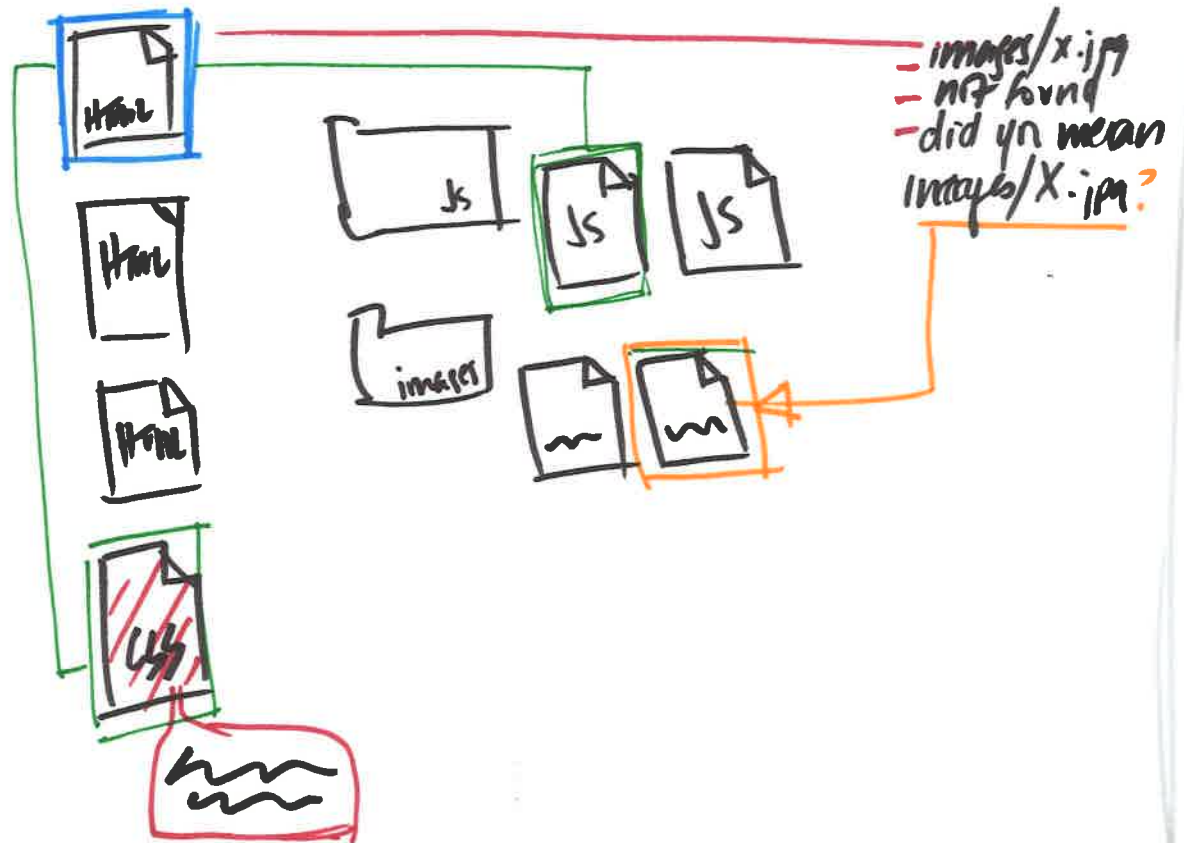 HTML
images/x.jpg
not found
did yn mean
images/X.jpg?
JS
JS
JS
HTML
images
HTML
CSS